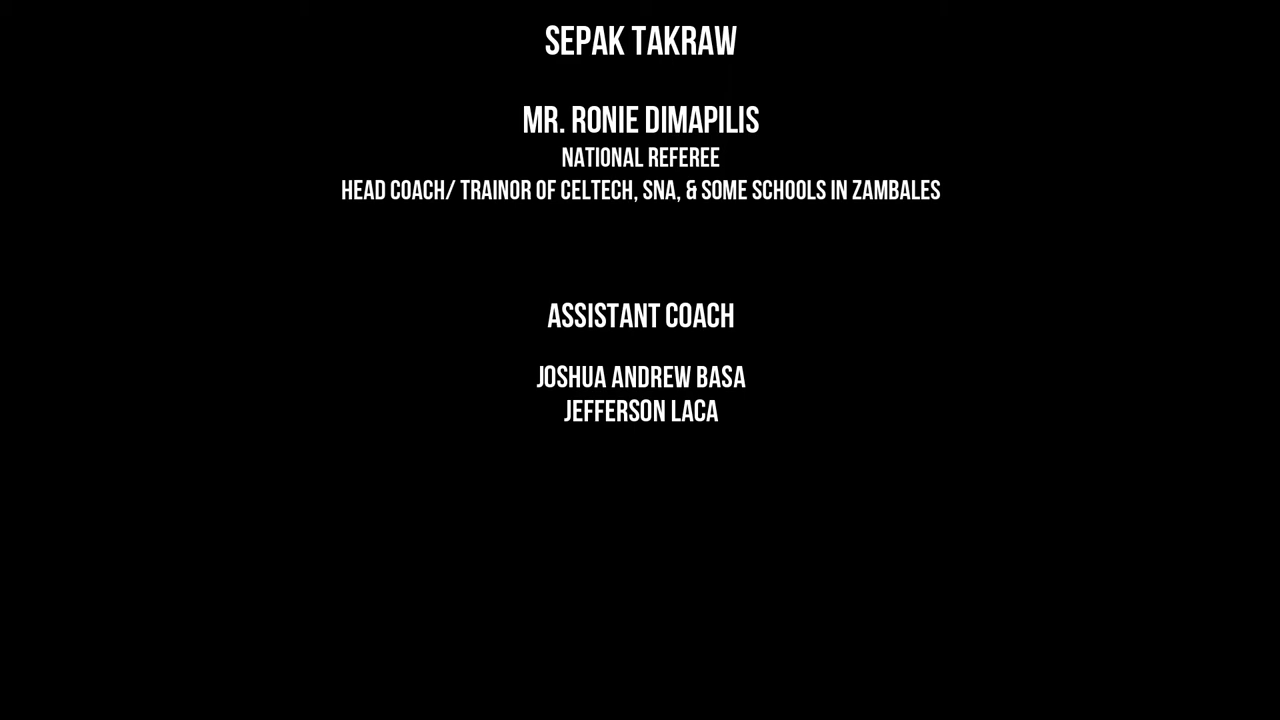 SEPAK TAKRAW
MR. RONIE DIMAPILIS
NATIONAL REFEREE
HEAD COACH/ TRAINOR OF CELTECH, SNA, & SOME SCHOOLS IN ZAMBALES
ASSISTANT COACH
JOSHUA ANDREW BASA
JEFFERSON LACA